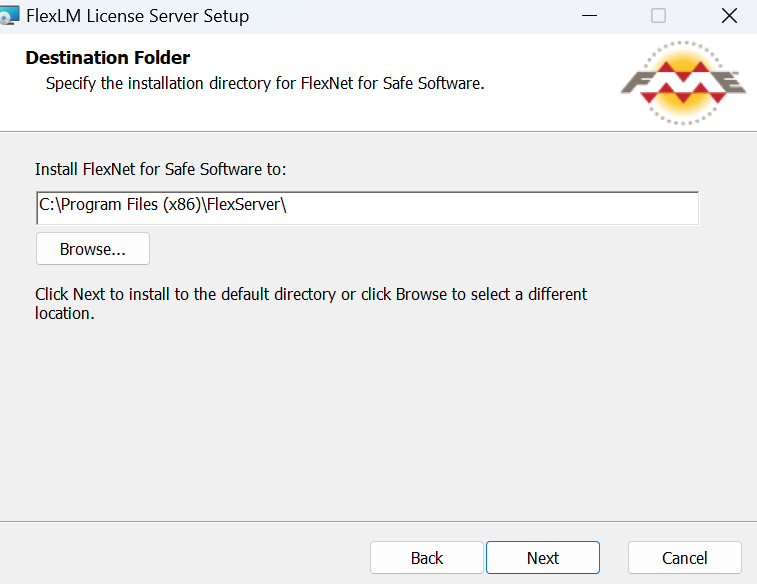 FlexLM License Server Setup
Destination Folder
Specify the installation directory for FlexNet for Safe Software.
FME
Install FlexNet for Safe Software to:
C:\Program Files (x86)\FlexServer\
Browse...
Click Next to install to the default directory or click Browse to select a different
location.
Back
Next
Cancel